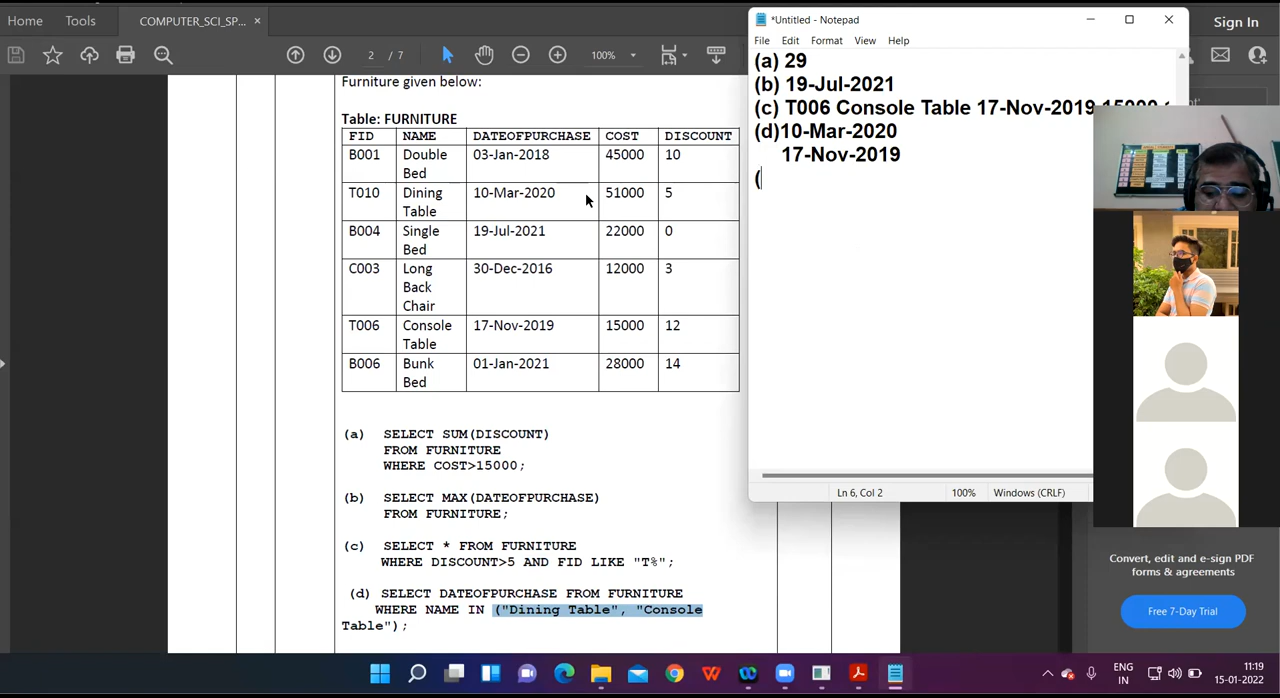 Home Tools COMPUTER_SCI_SP... × Sign In
2 / 7 100%
Furniture given below:
Table: FURNITURE
FID NAME DATEOFPURCHASE COST DISCOUNT
B001 Double Bed 03-Jan-2018 45000 10
T010 Dining Table 10-Mar-2020 51000 5
B004 Single Bed 19-Jul-2021 22000 0
C003 Long Back Chair 30-Dec-2016 12000 3
T006 Console Table 17-Nov-2019 15000 12
B006 Bunk Bed 01-Jan-2021 28000 14
(a) SELECT SUM(DISCOUNT)
FROM FURNITURE
WHERE COST>15000;
(b) SELECT MAX(DATEOFPURCHASE)
FROM FURNITURE;
(c) SELECT * FROM FURNITURE
WHERE DISCOUNT>5 AND FID LIKE "T%";
(d) SELECT DATEOFPURCHASE FROM FURNITURE
WHERE NAME IN ("Dining Table", "Console
Table");
*Untitled - Notepad
File Edit Format View Help
(a) 29
(b) 19-Jul-2021
(c) T006 Console Table 17-Nov-2019 15000
(d)10-Mar-2020
17-Nov-2019
(
Ln 6, Col 2 100% Windows (CRLF)
Convert, edit and e-sign PDF
forms & agreements
Free 7-Day Trial
ENG
IN
11:19
15-01-2022